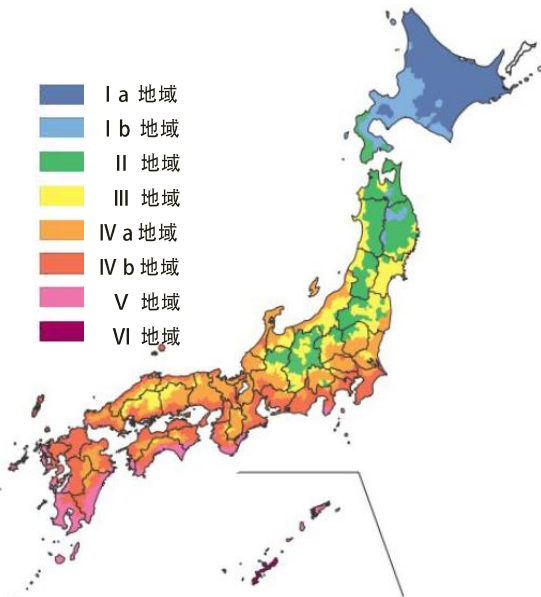 Ⅰa 地域
Ⅰb 地域
Ⅱ 地域
Ⅲ 地域
Ⅳa 地域
Ⅳb 地域
Ⅴ 地域
Ⅵ 地域